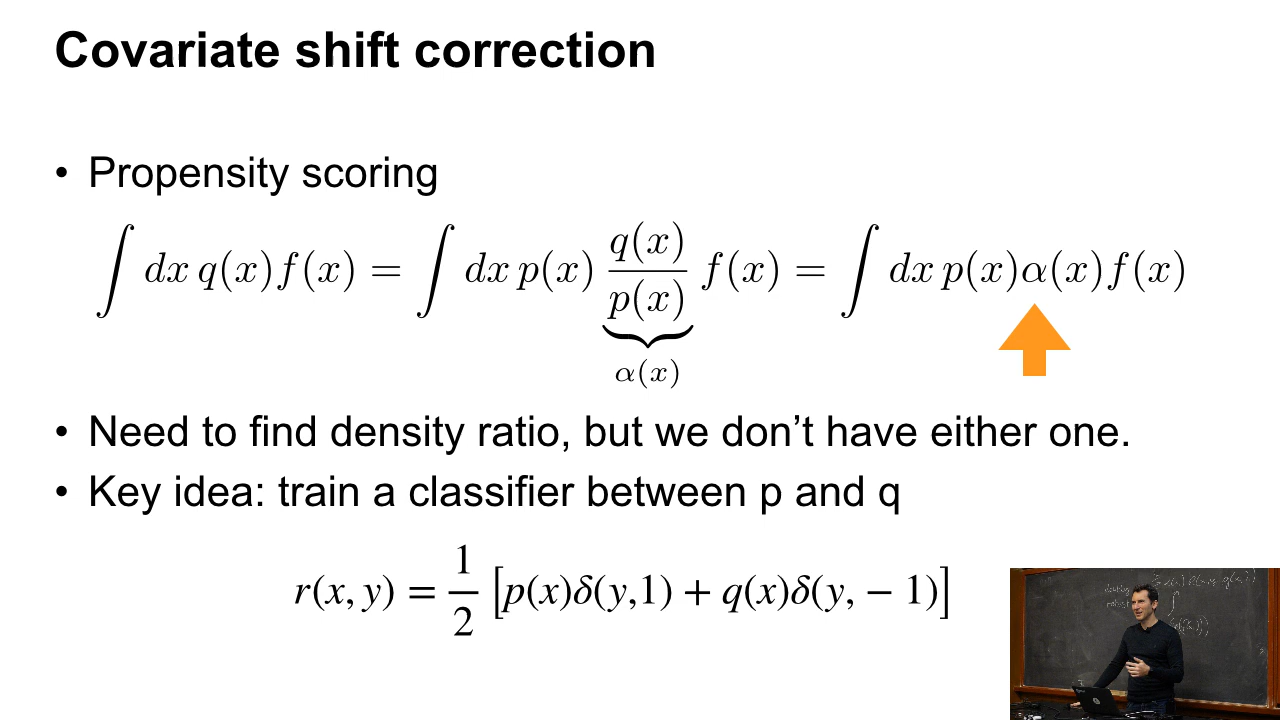 Covariate shift correction
• Propensity scoring
∫ dx q(x)f(x) = ∫ dx p(x) q(x)/p(x) f(x) = ∫ dx p(x)α(x)f(x)
α(x)
• Need to find density ratio, but we don’t have either one.
• Key idea: train a classifier between p and q
r(x, y) = 1/2 [p(x)δ(y,1) + q(x)δ(y, − 1)]